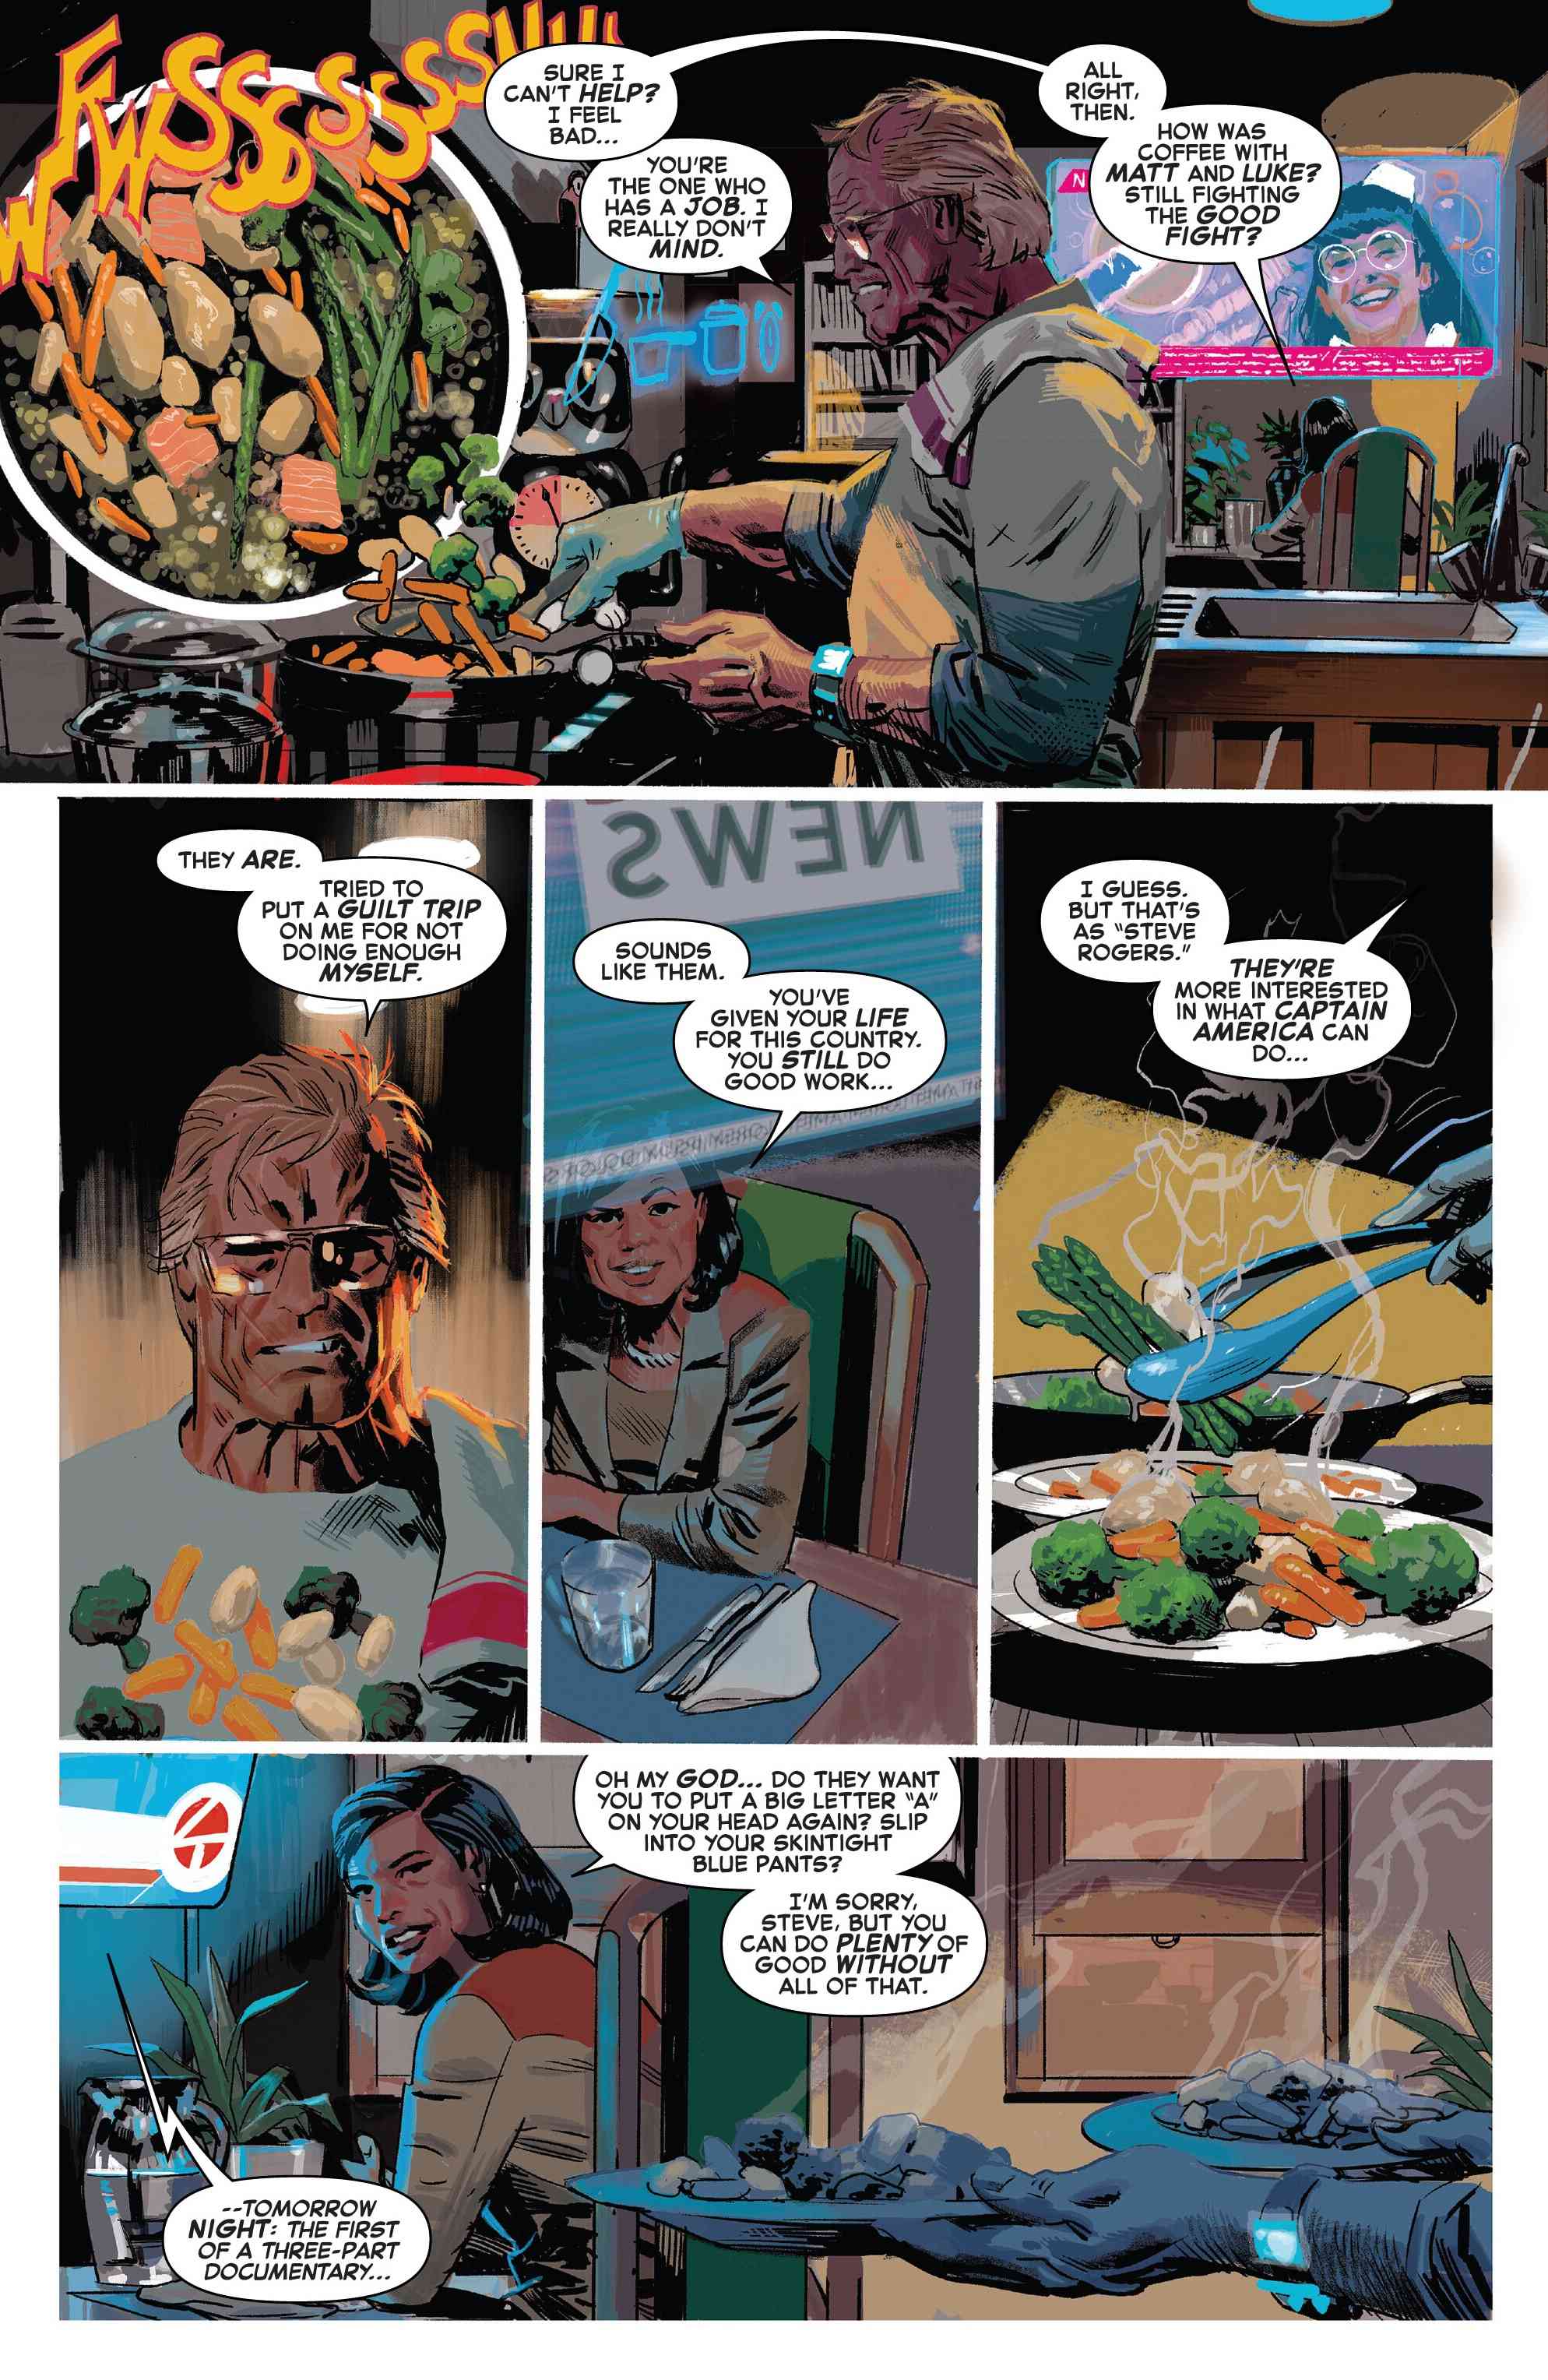 FWSSSSSSSSHHH
SURE I
CAN'T HELP?
I FEEL
BAD...
YOU'RE
THE ONE WHO
HAS A JOB. I
REALLY DON'T
MIND.
ALL
RIGHT,
THEN.
HOW WAS
COFFEE WITH
MATT AND LUKE?
STILL FIGHTING
THE GOOD
FIGHT?
N
THEY ARE.
TRIED TO
PUT A GUILT TRIP
ON ME FOR NOT
DOING ENOUGH
MYSELF.
NEWS
SOUNDS
LIKE THEM.
YOU'VE
GIVEN YOUR LIFE
FOR THIS COUNTRY.
YOU STILL DO
GOOD WORK...
I GUESS.
BUT THAT'S
AS "STEVE
ROGERS."
THEY'RE
MORE INTERESTED
IN WHAT CAPTAIN
AMERICA CAN
DO...
OH MY GOD... DO THEY WANT
YOU TO PUT A BIG LETTER "A"
ON YOUR HEAD AGAIN? SLIP
INTO YOUR SKINTIGHT
BLUE PANTS?
I'M SORRY,
STEVE, BUT YOU
CAN DO PLENTY OF
GOOD WITHOUT
ALL OF THAT.
--TOMORROW
NIGHT: THE FIRST
OF A THREE-PART
DOCUMENTARY...